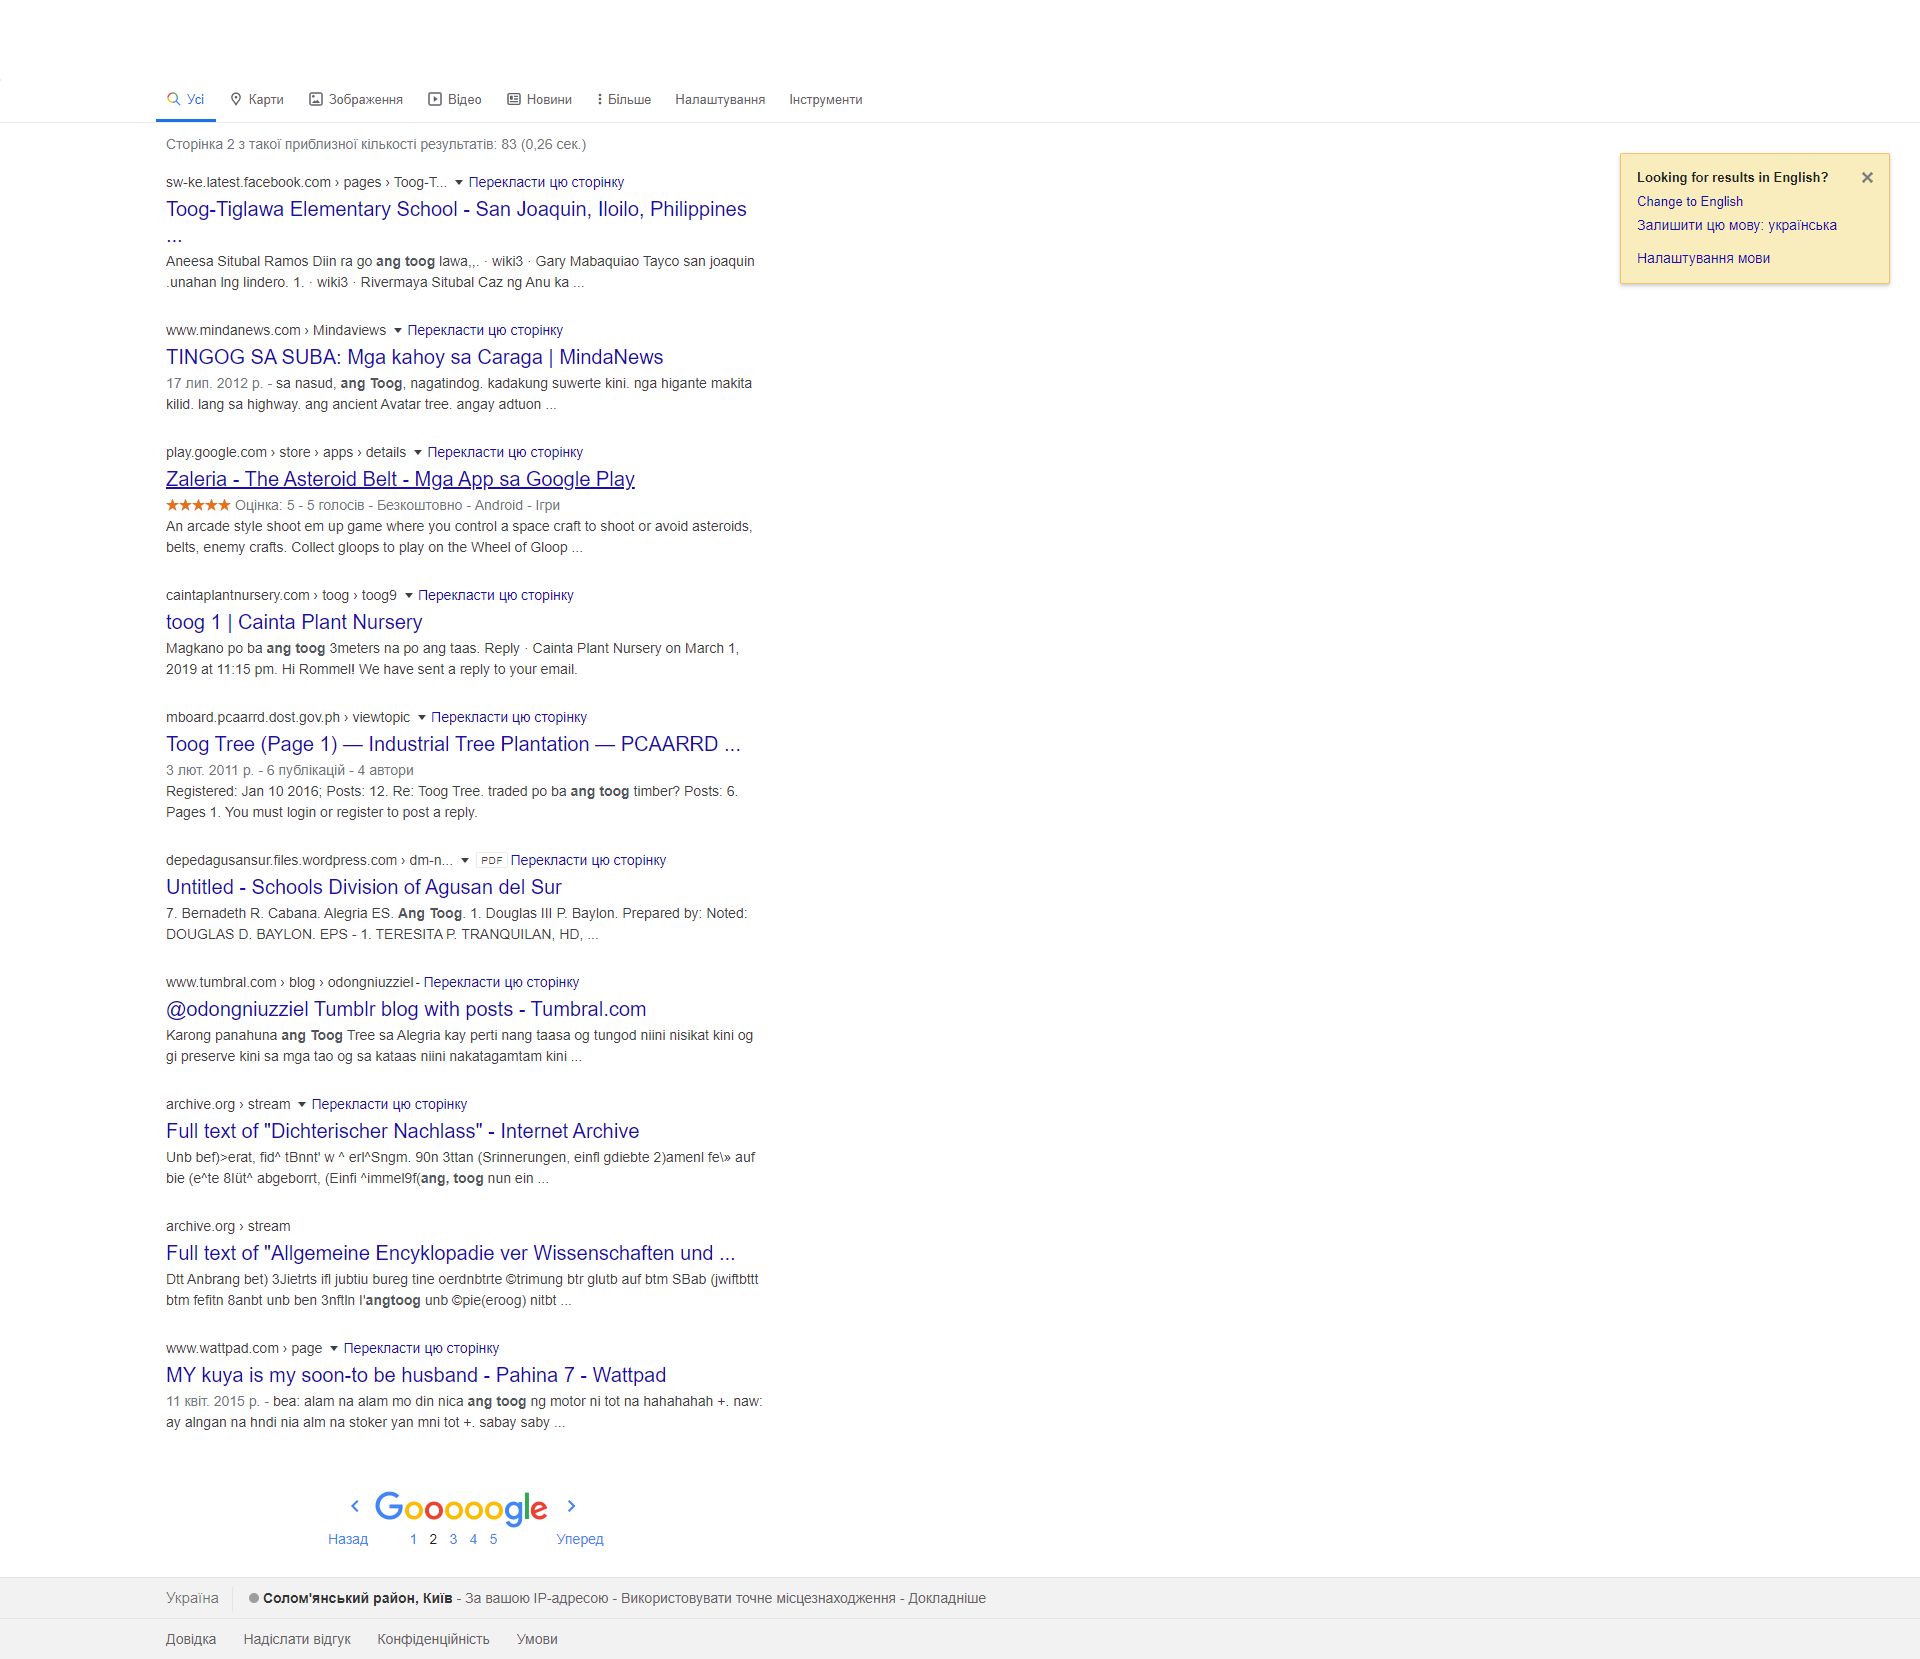 Усі Карти Зображення Відео Новини Більше Налаштування Інструменти
Сторінка 2 з такої приблизної кількості результатів: 83 (0,26 сек.)
sw-ke.latest.facebook.com › pages › Toog-T... Перекласти цю сторінку
Toog-Tiglawa Elementary School - San Joaquin, Iloilo, Philippines
...
Aneesa Situbal Ramos Diin ra go ang toog lawa,,. · wiki3 · Gary Mabaquiao Tayco san joaquin
.unahan lng lindero. 1. · wiki3 · Rivermaya Situbal Caz ng Anu ka ...
www.mindanews.com › Mindaviews Перекласти цю сторінку
TINGOG SA SUBA: Mga kahoy sa Caraga | MindaNews
17 лип. 2012 р. - sa nasud, ang Toog, nagatindog. kadakung suwerte kini. nga higante makita
kilid. lang sa highway. ang ancient Avatar tree. angay adtuon ...
play.google.com › store › apps › details Перекласти цю сторінку
Zaleria - The Asteroid Belt - Mga App sa Google Play
★★★★★ Оцінка: 5 - 5 голосів - Безкоштовно - Android - Ігри
An arcade style shoot em up game where you control a space craft to shoot or avoid asteroids,
belts, enemy crafts. Collect gloops to play on the Wheel of Gloop ...
caintaplantnursery.com › toog › toog9 Перекласти цю сторінку
toog 1 | Cainta Plant Nursery
Magkano po ba ang toog 3meters na po ang taas. Reply · Cainta Plant Nursery on March 1,
2019 at 11:15 pm. Hi Rommel! We have sent a reply to your email.
mboard.pcaarrd.dost.gov.ph › viewtopic Перекласти цю сторінку
Toog Tree (Page 1) — Industrial Tree Plantation — PCAARRD ...
3 лют. 2011 р. - 6 публікацій - 4 автори
Registered: Jan 10 2016; Posts: 12. Re: Toog Tree. traded po ba ang toog timber? Posts: 6.
Pages 1. You must login or register to post a reply.
depedagusansur.files.wordpress.com › dm-n... PDF Перекласти цю сторінку
Untitled - Schools Division of Agusan del Sur
7. Bernadeth R. Cabana. Alegria ES. Ang Toog. 1. Douglas III P. Baylon. Prepared by: Noted:
DOUGLAS D. BAYLON. EPS - 1. TERESITA P. TRANQUILAN, HD, ...
www.tumbral.com › blog › odongniuzziel - Перекласти цю сторінку
@odongniuzziel Tumblr blog with posts - Tumbral.com
Karong panahuna ang Toog Tree sa Alegria kay perti nang taasa og tungod niini nisikat kini og
gi preserve kini sa mga tao og sa kataas niini nakatagamtam kini ...
archive.org › stream Перекласти цю сторінку
Full text of "Dichterischer Nachlass" - Internet Archive
Unb bef)>erat, fid^ tBnnt' w ^ erl^Sngm. 90n 3ttan (Srinnerungen, einfl gdiebte 2)amenl fe\» auf
bie (e^te 8lüt^ abgeborrt, (Einfi ^immel9f(ang, toog nun ein ...
archive.org › stream
Full text of "Allgemeine Encyklopadie ver Wissenschaften und ...
Dtt Anbrang bet) 3Jietrts ifl jubtiu bureg tine oerdnbtrte ©trimung btr glutb auf btm SBab (jwiftbttt
btm fefitn 8anbt unb ben 3nftln l'angtoog unb ©pie(eroog) nitbt ...
www.wattpad.com › page Перекласти цю сторінку
MY kuya is my soon-to be husband - Pahina 7 - Wattpad
11 квіт. 2015 р. - bea: alam na alam mo din nica ang toog ng motor ni tot na hahahahah +. naw:
ay alngan na hndi nia alm na stoker yan mni tot +. sabay saby ...
Gooooogle
Назад 1 2 3 4 5 Уперед
Looking for results in English?
Change to English
Залишити цю мову: українська
Налаштування мови
Україна Солом'янський район, Київ - За вашою IP-адресою - Використовувати точне місцезнаходження - Докладніше
Довідка Надіслати відгук Конфіденційність Умови